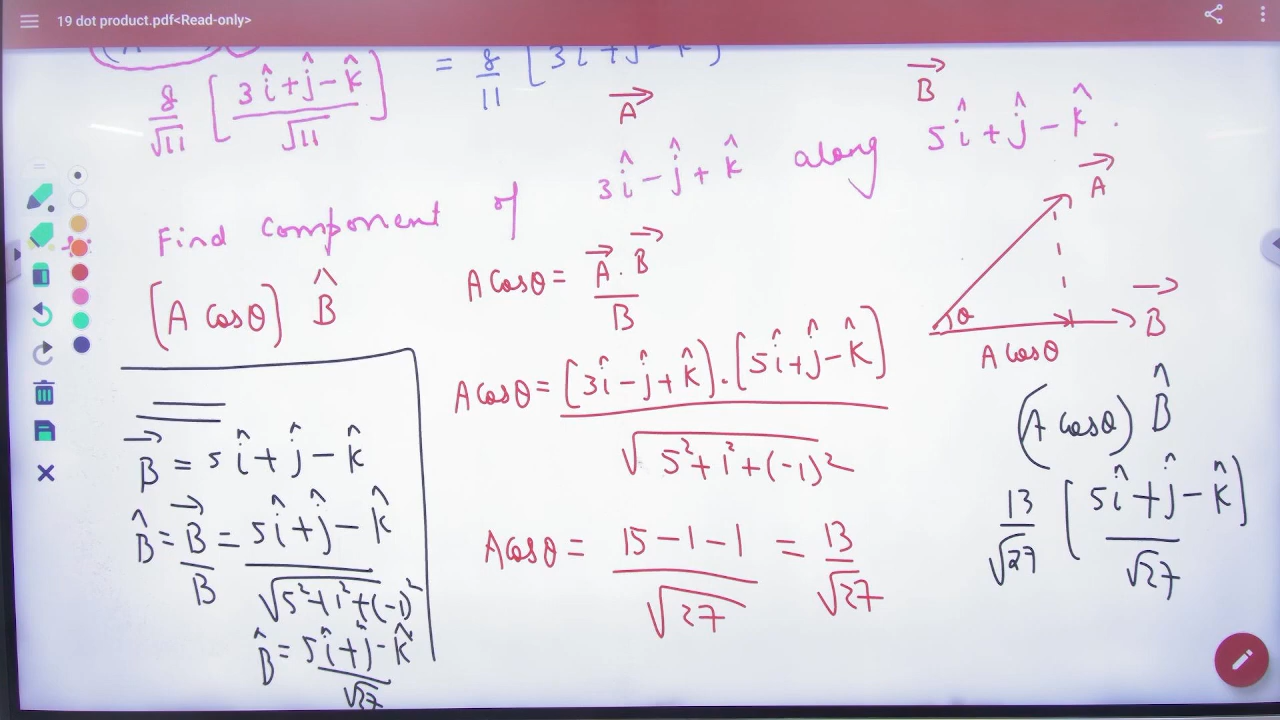 19 dot product.pdf<Read-only>
8/√11 [ (3î + ĵ − k̂)/√11 ] = 8/11 [3î + ĵ − k̂]
A⃗ B⃗
Find component of 3î − ĵ + k̂ along 5î + ĵ − k̂.
(A cosθ) B̂
A cosθ = A⃗ . B⃗ / B
A cosθ = [3î − ĵ + k̂] . [5î + ĵ − k̂] / √(5² + 1² + (−1)²)
A cosθ = (15 − 1 − 1)/√27 = 13/√27
B⃗ = 5î + ĵ − k̂
B̂ = B⃗/B = (5î + ĵ − k̂)/√(5² + 1² + (−1)²)
B̂ = (5î + ĵ − k̂)/√27
A⃗
θ
B⃗
A cosθ
(A cosθ) B̂
13/√27 [ (5î + ĵ − k̂)/√27 ]